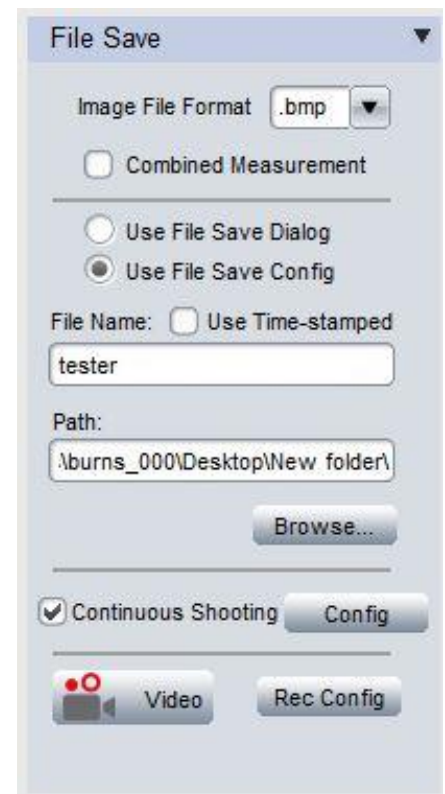 File Save
Image File Format .bmp
Combined Measurement
Use File Save Dialog
Use File Save Config
File Name: Use Time-stamped
tester
Path:
.\burns_000\Desktop\New folder\
Browse...
Continuous Shooting Config
Video Rec Config